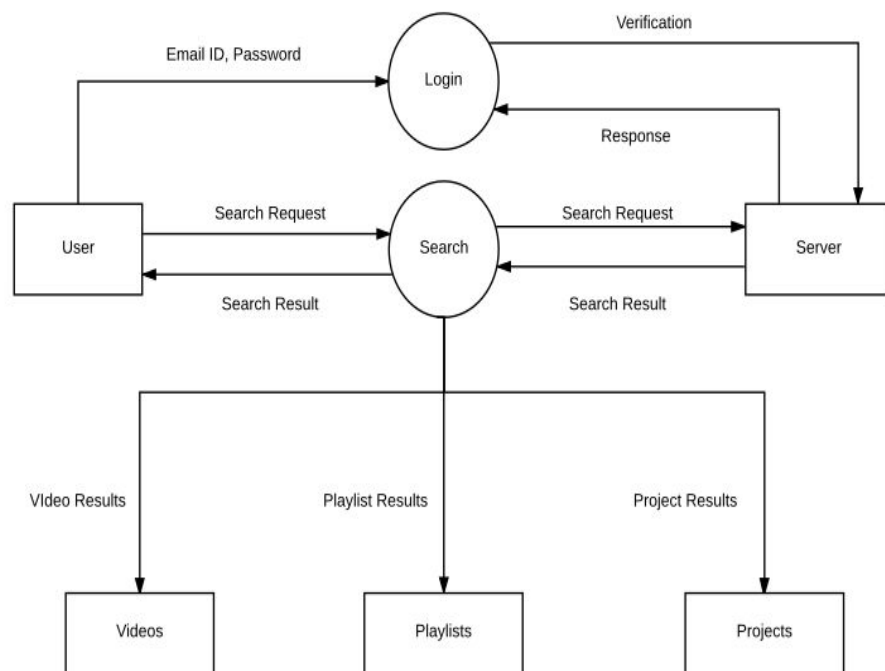 Verification
Email ID, Password
Login
Response
Search Request
Search Request
User
Search
Server
Search Result
Search Result
VIdeo Results
Playlist Results
Project Results
Videos
Playlists
Projects